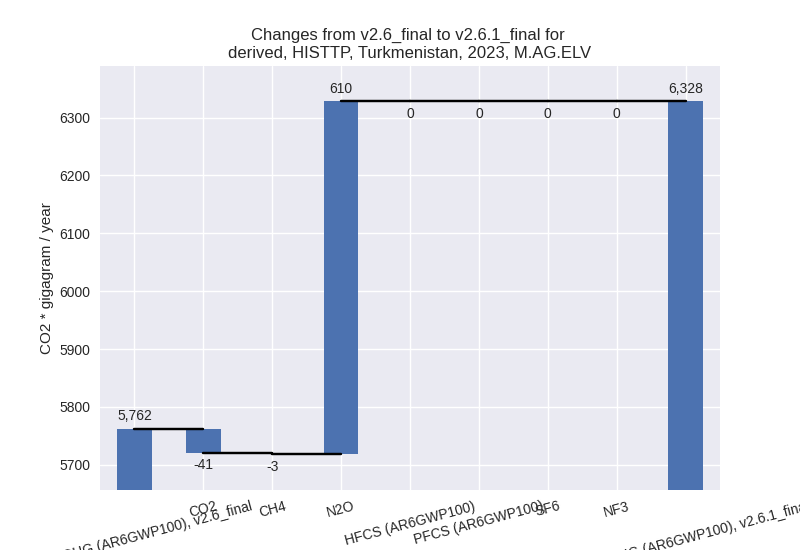 Changes from v2.6_final to v2.6.1_final for
derived, HISTTP, Turkmenistan, 2023, M.AG.ELV
CO2 * gigagram / year
6300
6200
6100
6000
5900
5800
5700
5,762
-41
-3
610
0
0
0
0
6,328
(AR6GWP100), v2.6_final
CO2
CH4
N2O
HFCS (AR6GWP100)
PFCS (AR6GWP100)
SF6
NF3
(AR6GWP100), v2.6.1_final